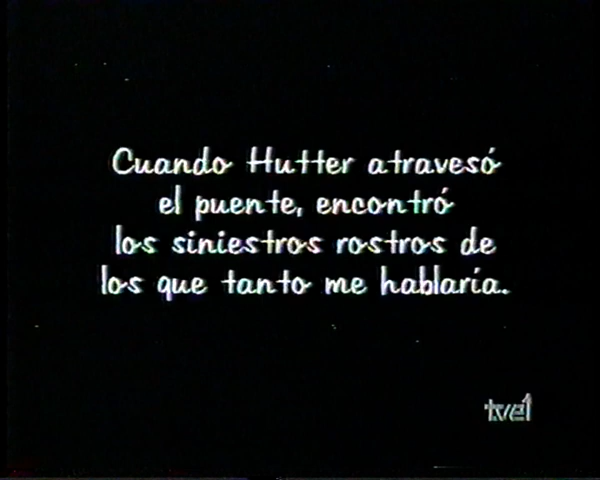 Cuando Hutter atravesó
el puente, encontró
los siniestros rostros de
los que tanto me hablaría.
tve1